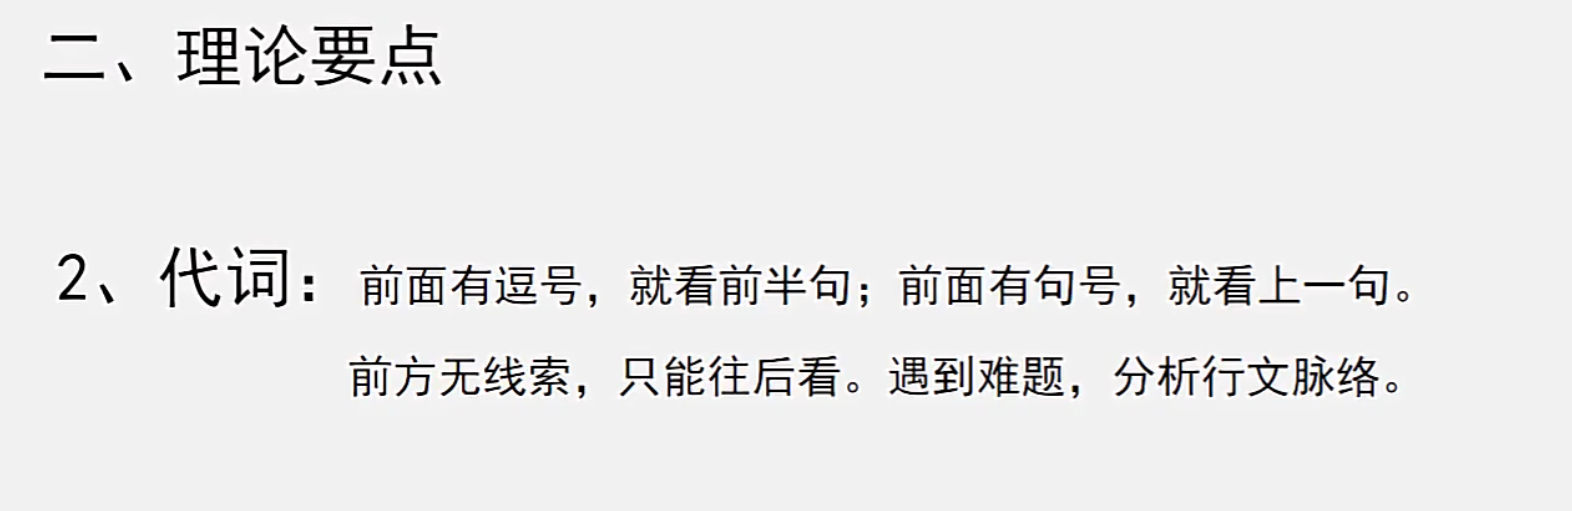 二、理论要点
2、代词：前面有逗号，就看前半句；前面有句号，就看上一句。
前方无线索，只能往后看。遇到难题，分析行文脉络。